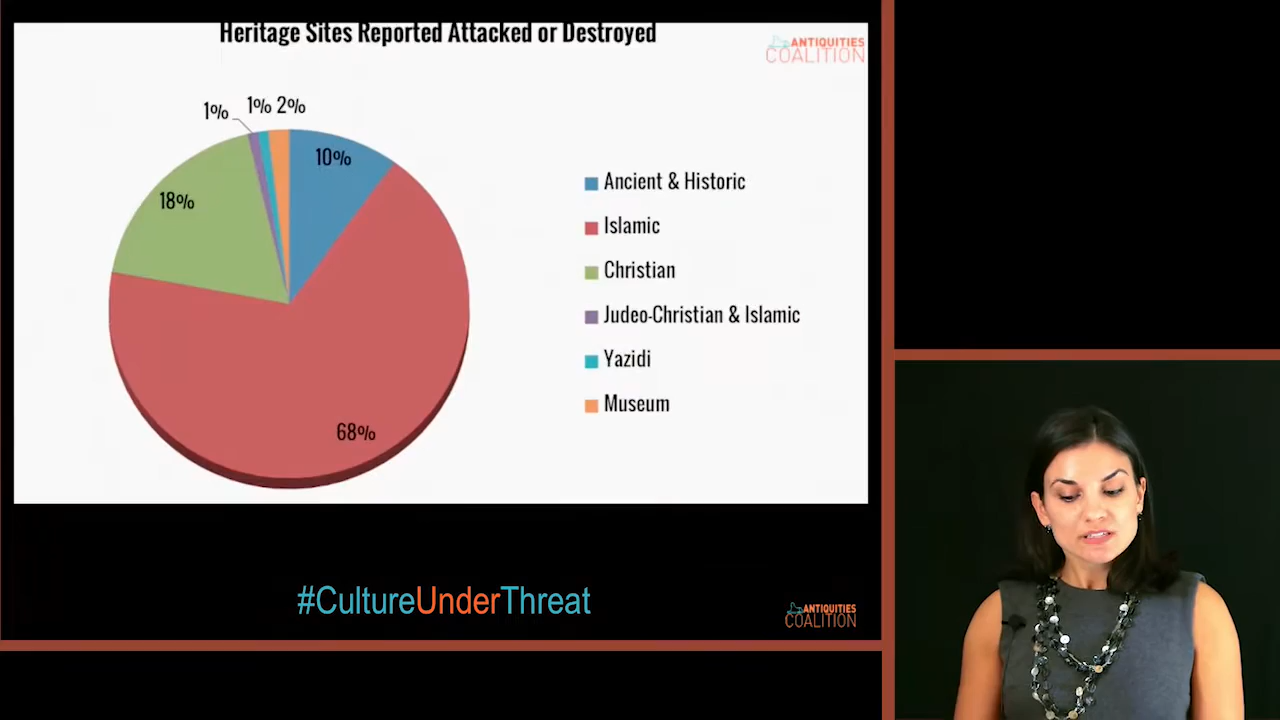 Heritage Sites Reported Attacked or Destroyed
ANTIQUITIES
COALITION
1%
1%
2%
10%
18%
68%
Ancient & Historic
Islamic
Christian
Judeo-Christian & Islamic
Yazidi
Museum
#CultureUnderThreat
ANTIQUITIES
COALITION